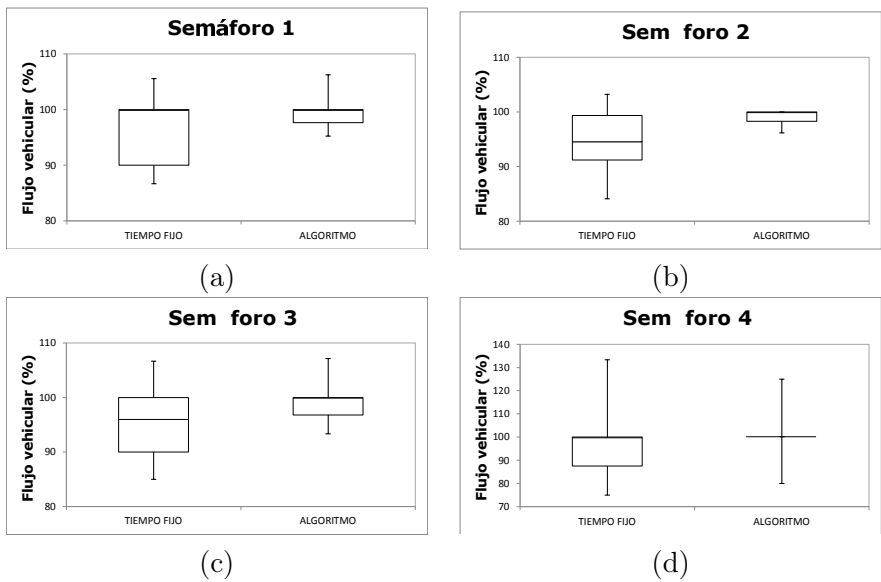 Semáforo 1
Flujo vehicular (%)
110
100
90
80
TIEMPO FIJO ALGORITMO
(a)
Sem foro 2
Flujo vehicular (%)
110
100
90
80
TIEMPO FIJO ALGORITMO
(b)
Sem foro 3
Flujo vehicular (%)
110
100
90
80
TIEMPO FIJO ALGORITMO
(c)
Sem foro 4
Flujo vehicular (%)
140
130
120
110
100
90
80
70
TIEMPO FIJO ALGORITMO
(d)